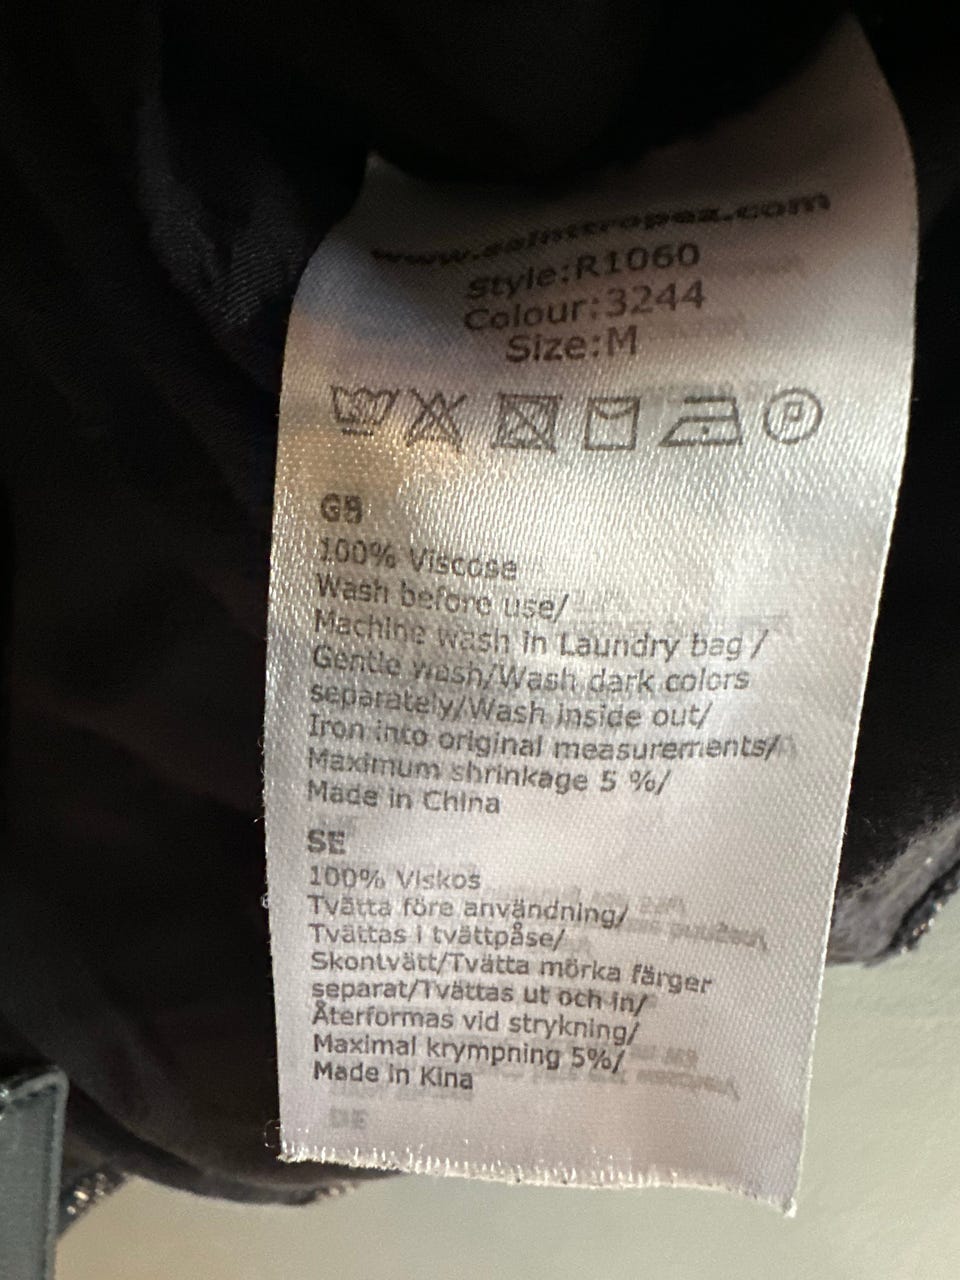 www.sainttropez.com
Style:R1060
Colour:3244
Size:M
P
GB
100% Viscose
Wash before use/
Machine wash in Laundry bag /
Gentle wash/Wash dark colors
separately/Wash inside out/
Iron into original measurements/
Maximum shrinkage 5 %/
Made in China
SE
100% Viskos
Tvätta före användning/
Tvättas i tvättpåse/
Skontvätt/Tvätta mörka färger
separat/Tvättas ut och in/
Återformas vid strykning/
Maximal krympning 5%/
Made in Kina